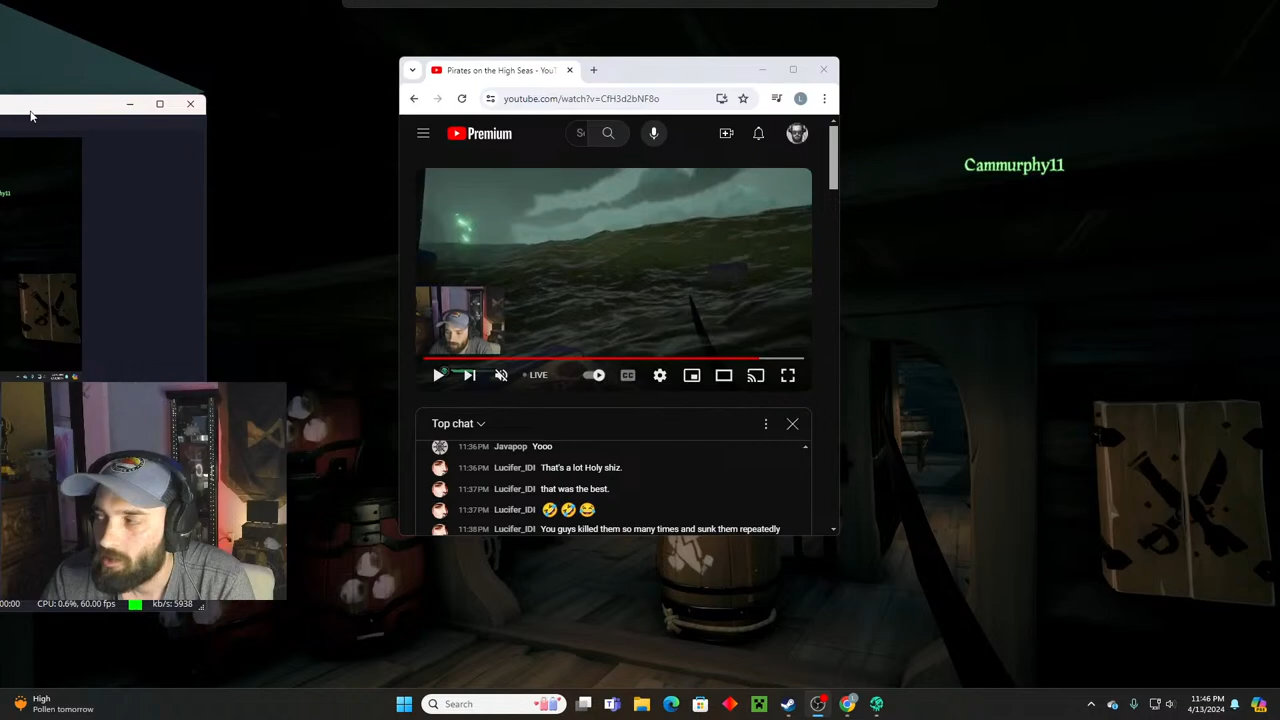 Pirates on the High Seas - YouT
youtube.com/watch?v=CfH3d2bNF8o
L
Premium
Cammurphy11
LIVE
CC
Top chat
11:36 PM Javapop Yooo
11:36 PM Lucifer_IDI That's a lot Holy shiz.
11:37 PM Lucifer_IDI that was the best.
11:37 PM Lucifer_IDI 🤣 🤣 😂
11:38 PM Lucifer_IDI You guys killed them so many times and sunk them repeatedly
00:00 CPU: 0.6%, 60.00 fps kb/s: 5938
High
Pollen tomorrow
Search
11:46 PM
4/13/2024